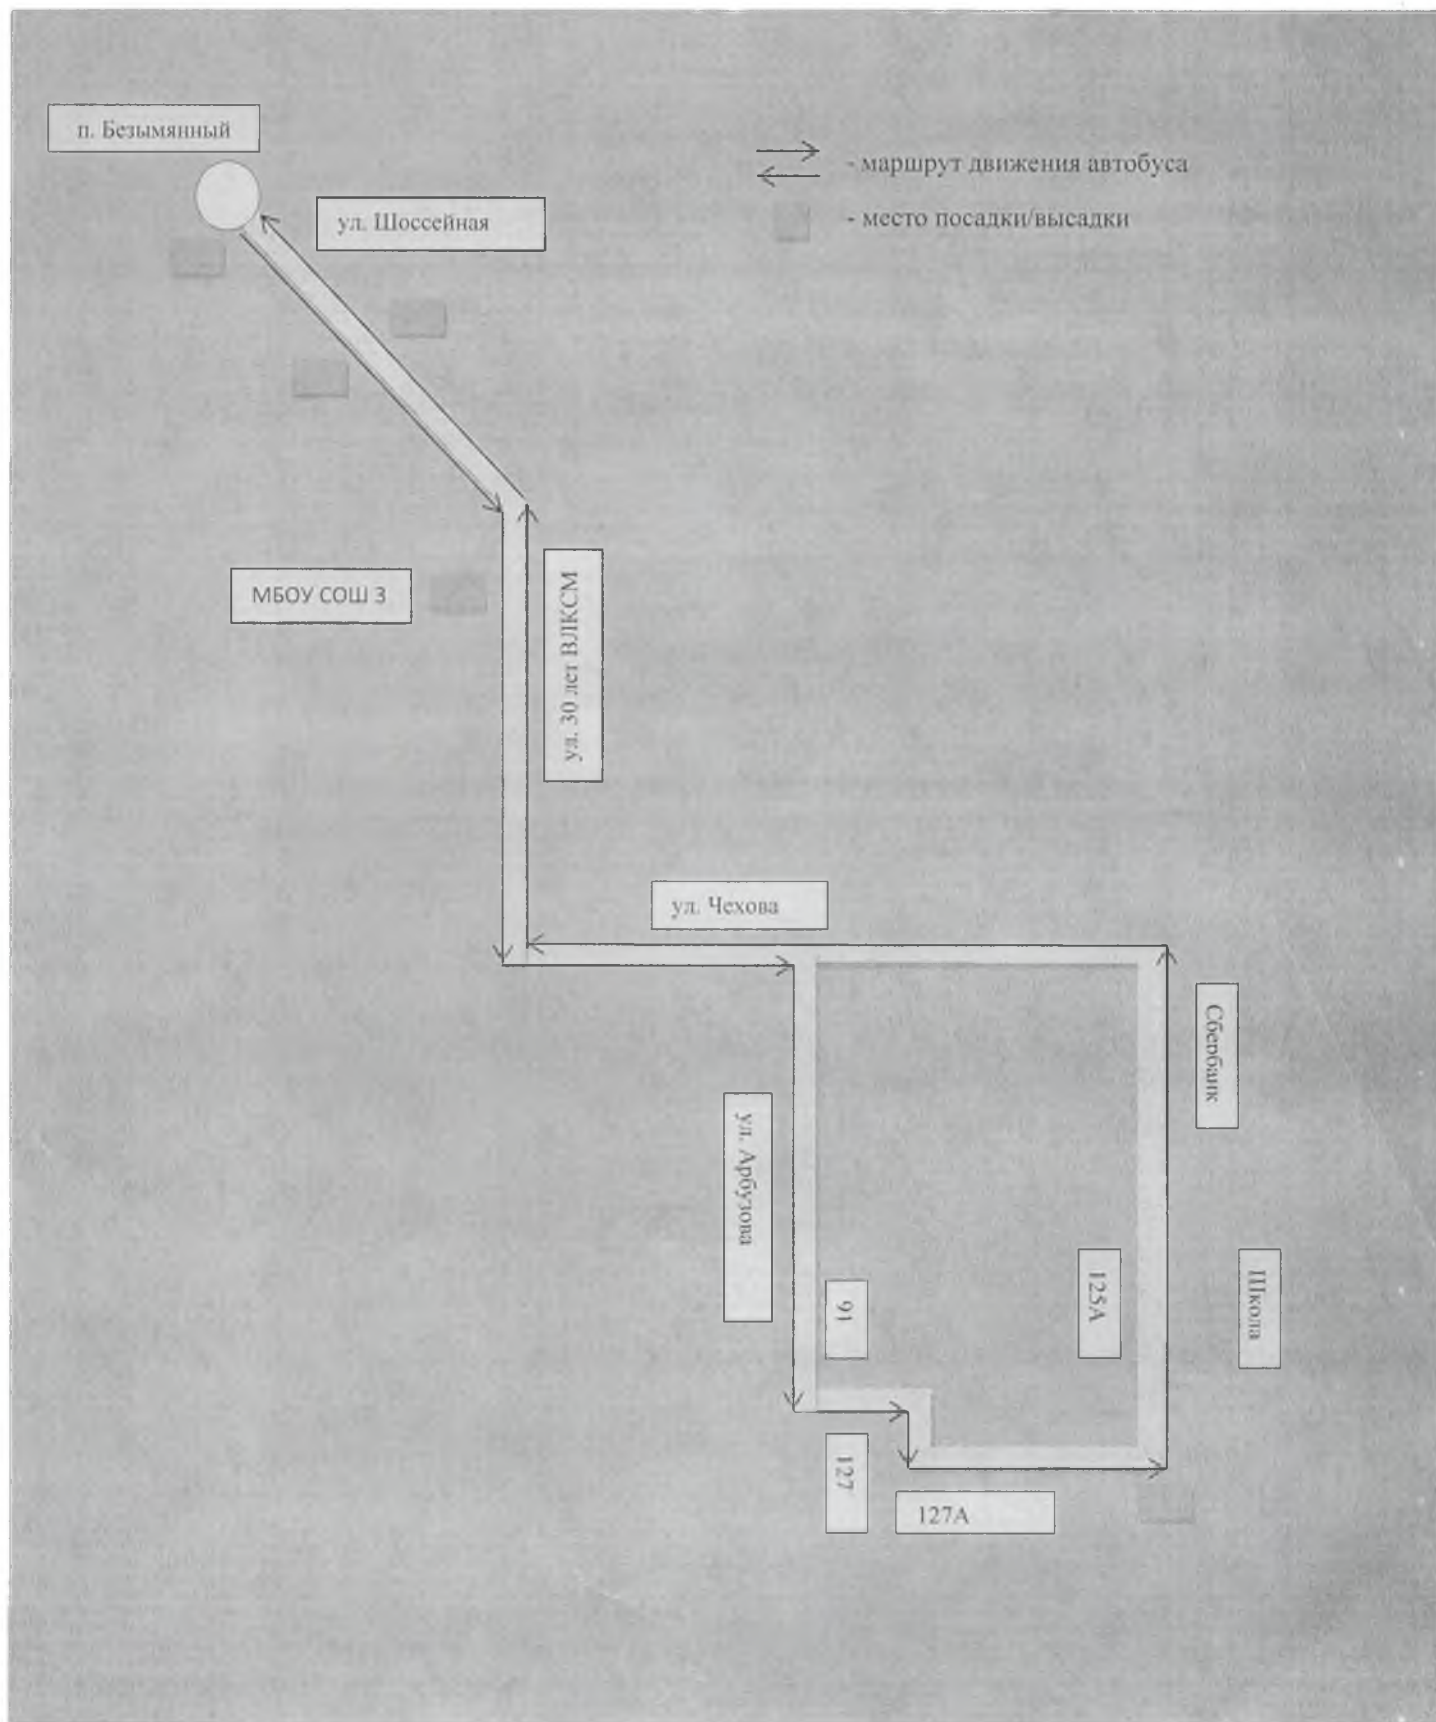 п. Безымянный
- маршрут движения автобуса
ул. Шоссейная
- место посадки/высадки
МБОУ СОШ 3
ул. 30 лет ВЛКСМ
ул. Чехова
Сбербанк
ул. Арбузова
91
125А
Школа
127
127А